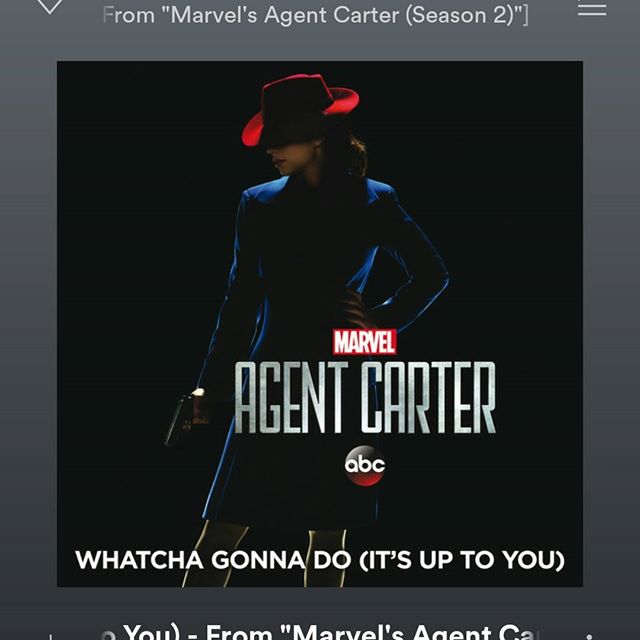 From "Marvel's Agent Carter (Season 2)"]
MARVEL
AGENT CARTER
abc
WHATCHA GONNA DO (IT'S UP TO YOU)
o You) - From "Marvel's Agent Ca